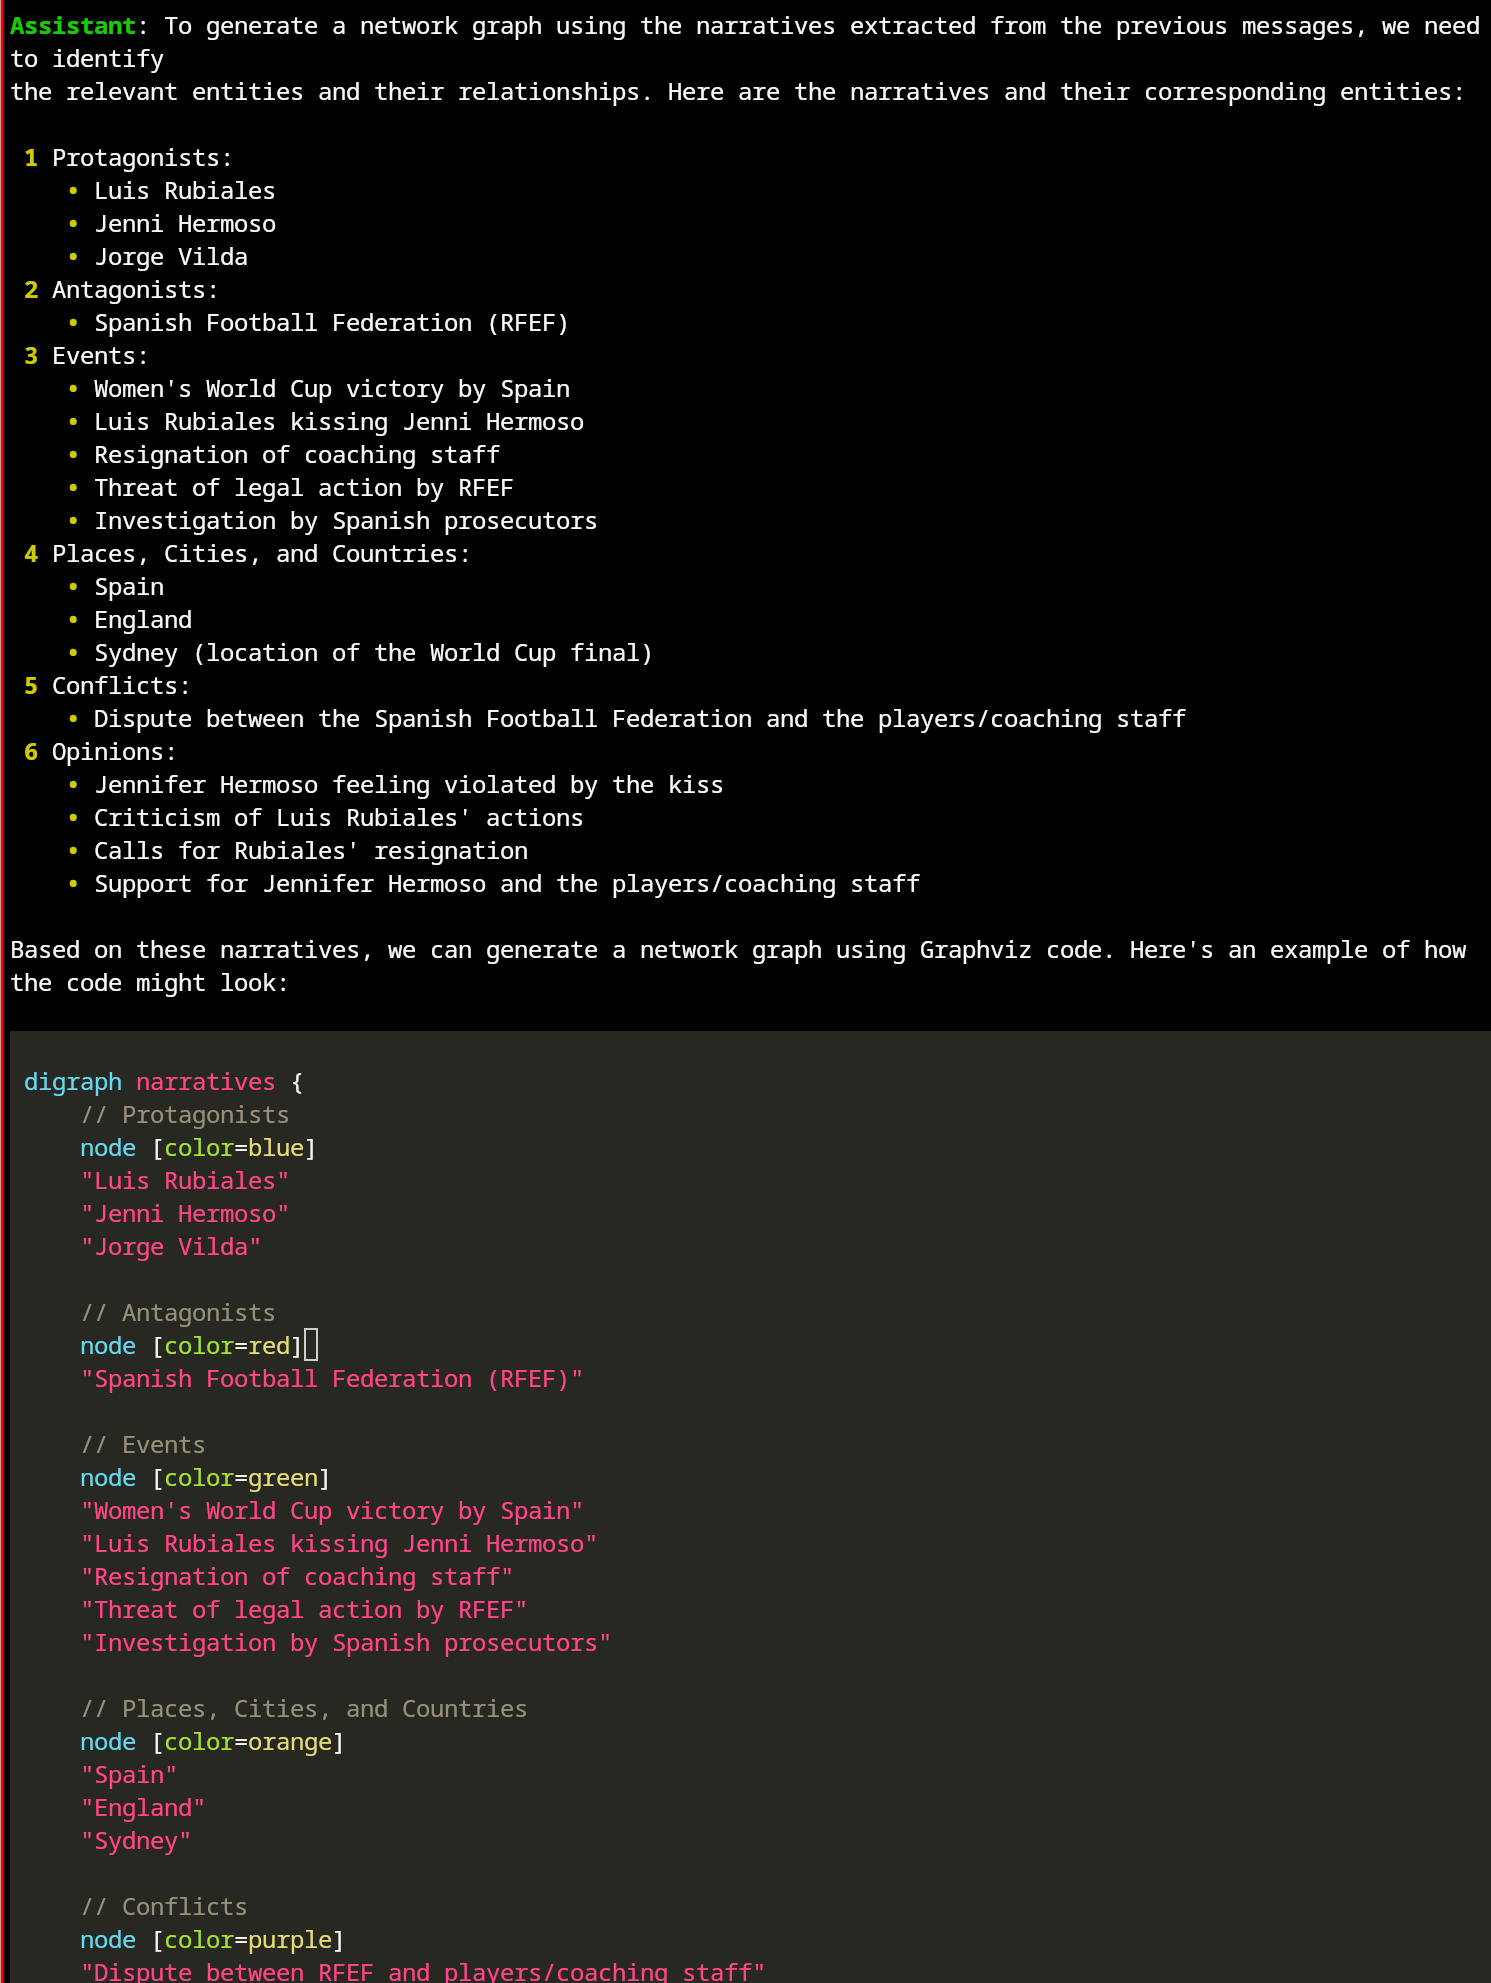 Assistant: To generate a network graph using the narratives extracted from the previous messages, we need
to identify
the relevant entities and their relationships. Here are the narratives and their corresponding entities:
1 Protagonists:
• Luis Rubiales
• Jenni Hermoso
• Jorge Vilda
2 Antagonists:
• Spanish Football Federation (RFEF)
3 Events:
• Women's World Cup victory by Spain
• Luis Rubiales kissing Jenni Hermoso
• Resignation of coaching staff
• Threat of legal action by RFEF
• Investigation by Spanish prosecutors
4 Places, Cities, and Countries:
• Spain
• England
• Sydney (location of the World Cup final)
5 Conflicts:
• Dispute between the Spanish Football Federation and the players/coaching staff
6 Opinions:
• Jennifer Hermoso feeling violated by the kiss
• Criticism of Luis Rubiales' actions
• Calls for Rubiales' resignation
• Support for Jennifer Hermoso and the players/coaching staff
Based on these narratives, we can generate a network graph using Graphviz code. Here's an example of how
the code might look:
digraph narratives {
// Protagonists
node [color=blue]
"Luis Rubiales"
"Jenni Hermoso"
"Jorge Vilda"
// Antagonists
node [color=red]
"Spanish Football Federation (RFEF)"
// Events
node [color=green]
"Women's World Cup victory by Spain"
"Luis Rubiales kissing Jenni Hermoso"
"Resignation of coaching staff"
"Threat of legal action by RFEF"
"Investigation by Spanish prosecutors"
// Places, Cities, and Countries
node [color=orange]
"Spain"
"England"
"Sydney"
// Conflicts
node [color=purple]
"Dispute between RFEF and players/coaching staff"